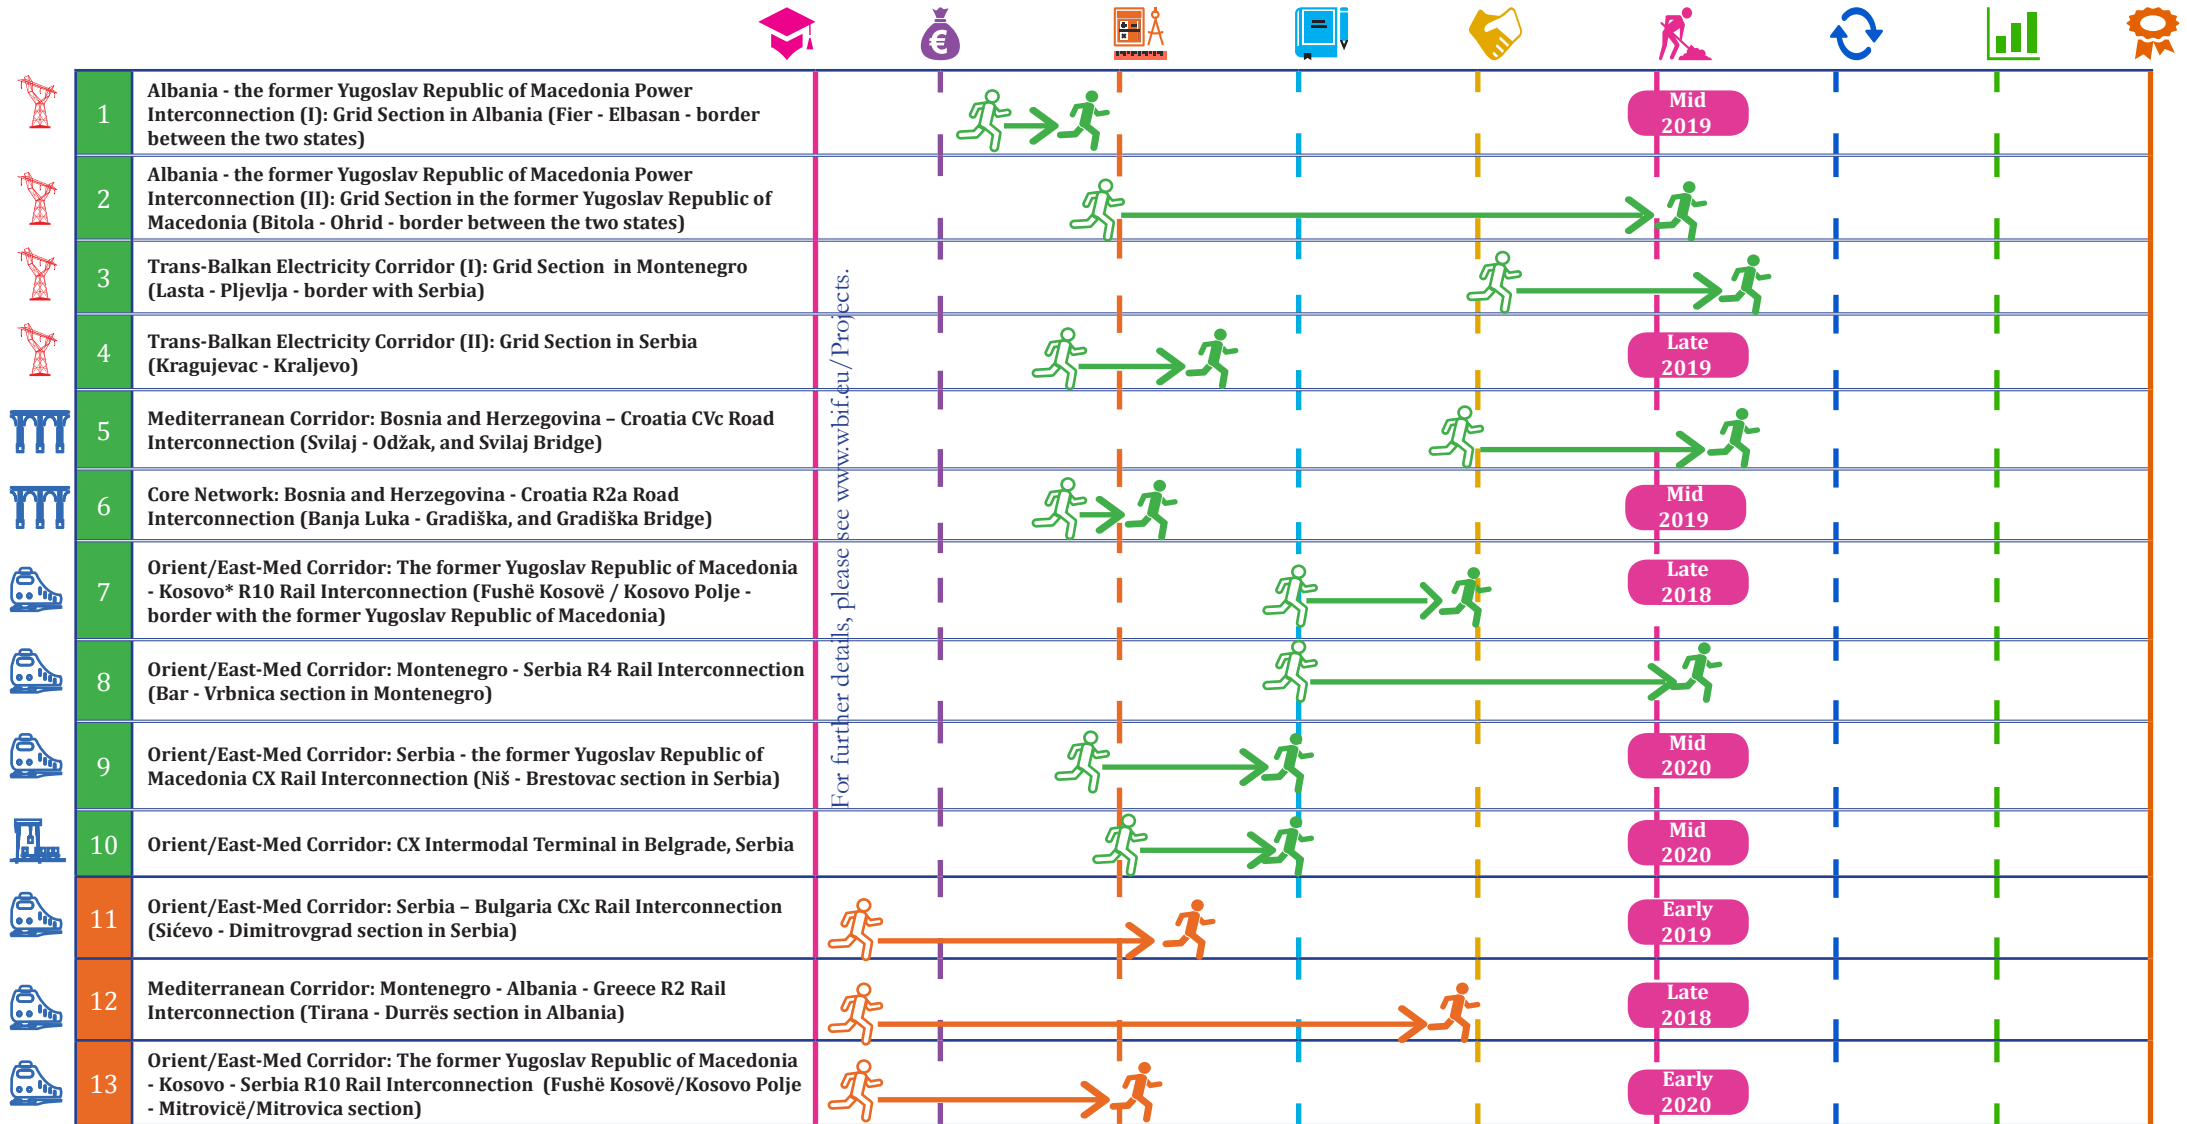 1
Albania - the former Yugoslav Republic of Macedonia Power
Interconnection (I): Grid Section in Albania (Fier - Elbasan - border
between the two states)
Mid
2019
2
Albania - the former Yugoslav Republic of Macedonia Power
Interconnection (II): Grid Section in the former Yugoslav Republic of
Macedonia (Bitola - Ohrid - border between the two states)
3
Trans-Balkan Electricity Corridor (I): Grid Section in Montenegro
(Lasta - Pljevlja - border with Serbia)
4
Trans-Balkan Electricity Corridor (II): Grid Section in Serbia
(Kragujevac - Kraljevo)
Late
2019
5
Mediterranean Corridor: Bosnia and Herzegovina – Croatia CVc Road
Interconnection (Svilaj - Odžak, and Svilaj Bridge)
6
Core Network: Bosnia and Herzegovina - Croatia R2a Road
Interconnection (Banja Luka - Gradiška, and Gradiška Bridge)
Mid
2019
7
Orient/East-Med Corridor: The former Yugoslav Republic of Macedonia
- Kosovo* R10 Rail Interconnection (Fushë Kosovë / Kosovo Polje -
border with the former Yugoslav Republic of Macedonia)
Late
2018
8
Orient/East-Med Corridor: Montenegro - Serbia R4 Rail Interconnection
(Bar - Vrbnica section in Montenegro)
9
Orient/East-Med Corridor: Serbia - the former Yugoslav Republic of
Macedonia CX Rail Interconnection (Niš - Brestovac section in Serbia)
Mid
2020
10
Orient/East-Med Corridor: CX Intermodal Terminal in Belgrade, Serbia
Mid
2020
11
Orient/East-Med Corridor: Serbia – Bulgaria CXc Rail Interconnection
(Sićevo - Dimitrovgrad section in Serbia)
Early
2019
12
Mediterranean Corridor: Montenegro - Albania - Greece R2 Rail
Interconnection (Tirana - Durrës section in Albania)
Late
2018
13
Orient/East-Med Corridor: The former Yugoslav Republic of Macedonia
- Kosovo - Serbia R10 Rail Interconnection (Fushë Kosovë/Kosovo Polje
- Mitrovicë/Mitrovica section)
Early
2020
For further details, please see www.wbif.eu/Projects.
€